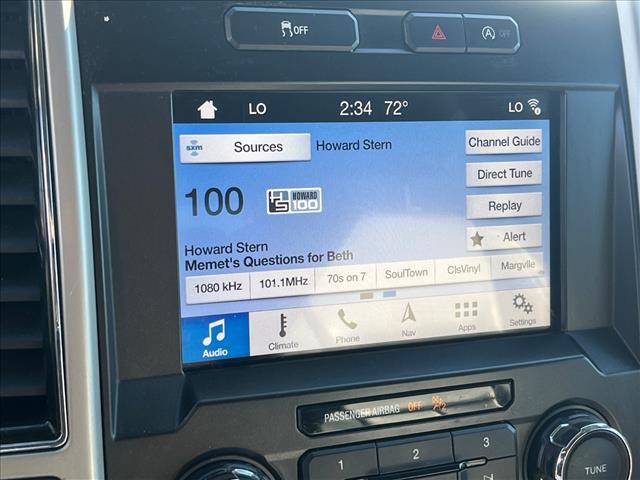 OFF
A OFF
LO 2:34 72° LO
sxm Sources Howard Stern Channel Guide
Direct Tune
100 HOWARD 100 Replay
Alert
Howard Stern
Memet's Questions for Beth
1080 kHz 101.1MHz 70s on 7 SoulTown ClsVinyl Margvlle
Audio Climate Phone Nav Apps Settings
PASSENGER AIRBAG OFF
1 2 3
TUNE